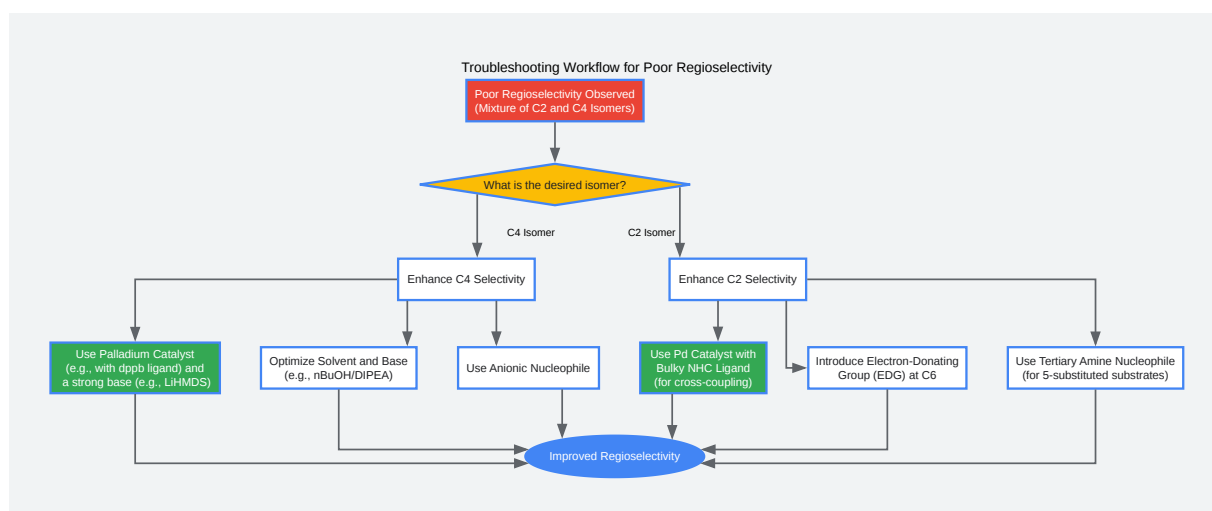 Troubleshooting Workflow for Poor Regioselectivity
Poor Regioselectivity Observed
(Mixture of C2 and C4 Isomers)
What is the desired isomer?
C4 Isomer
C2 Isomer
Enhance C4 Selectivity
Enhance C2 Selectivity
Use Palladium Catalyst
(e.g., with dppb ligand) and
a strong base (e.g., LiHMDS)
Optimize Solvent and Base
(e.g., nBuOH/DIPEA)
Use Anionic Nucleophile
Use Pd Catalyst with
Bulky NHC Ligand
(for cross-coupling)
Introduce Electron-Donating
Group (EDG) at C6
Use Tertiary Amine Nucleophile
(for 5-substituted substrates)
Improved Regioselectivity